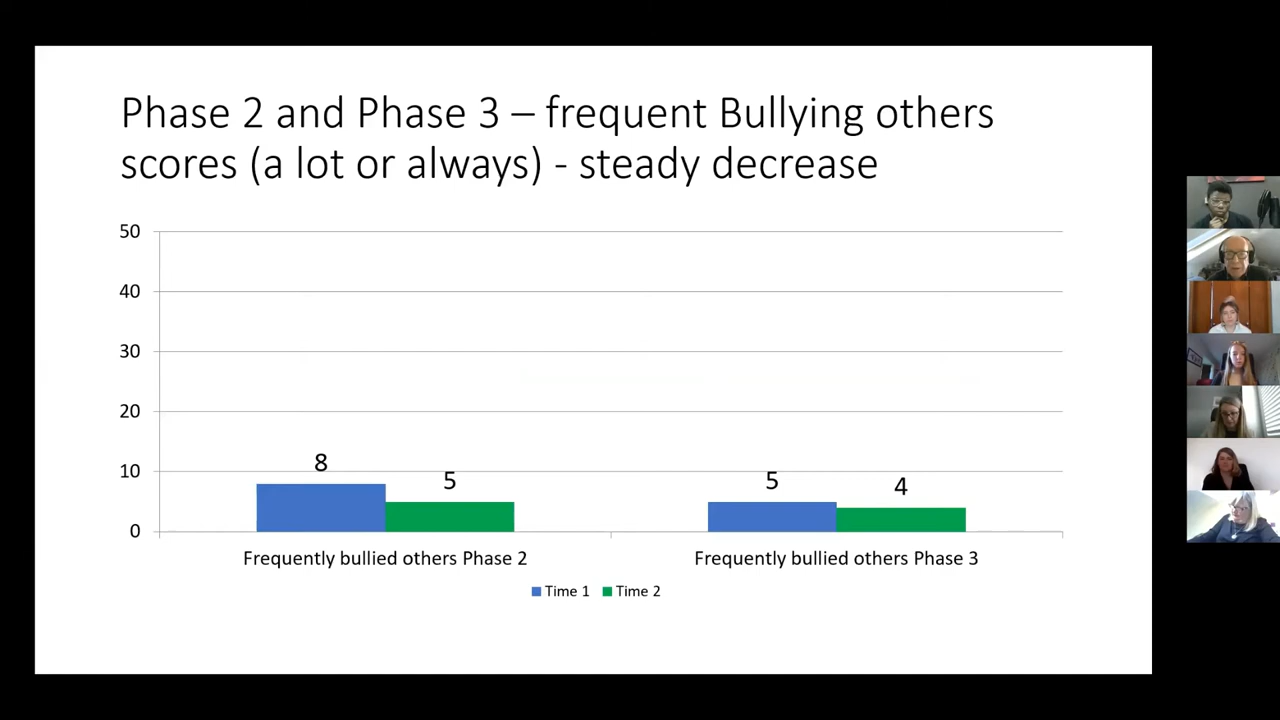 Phase 2 and Phase 3 – frequent Bullying others
scores (a lot or always) - steady decrease
50
40
30
20
10
0
8
5
5
4
Frequently bullied others Phase 2
Frequently bullied others Phase 3
Time 1
Time 2